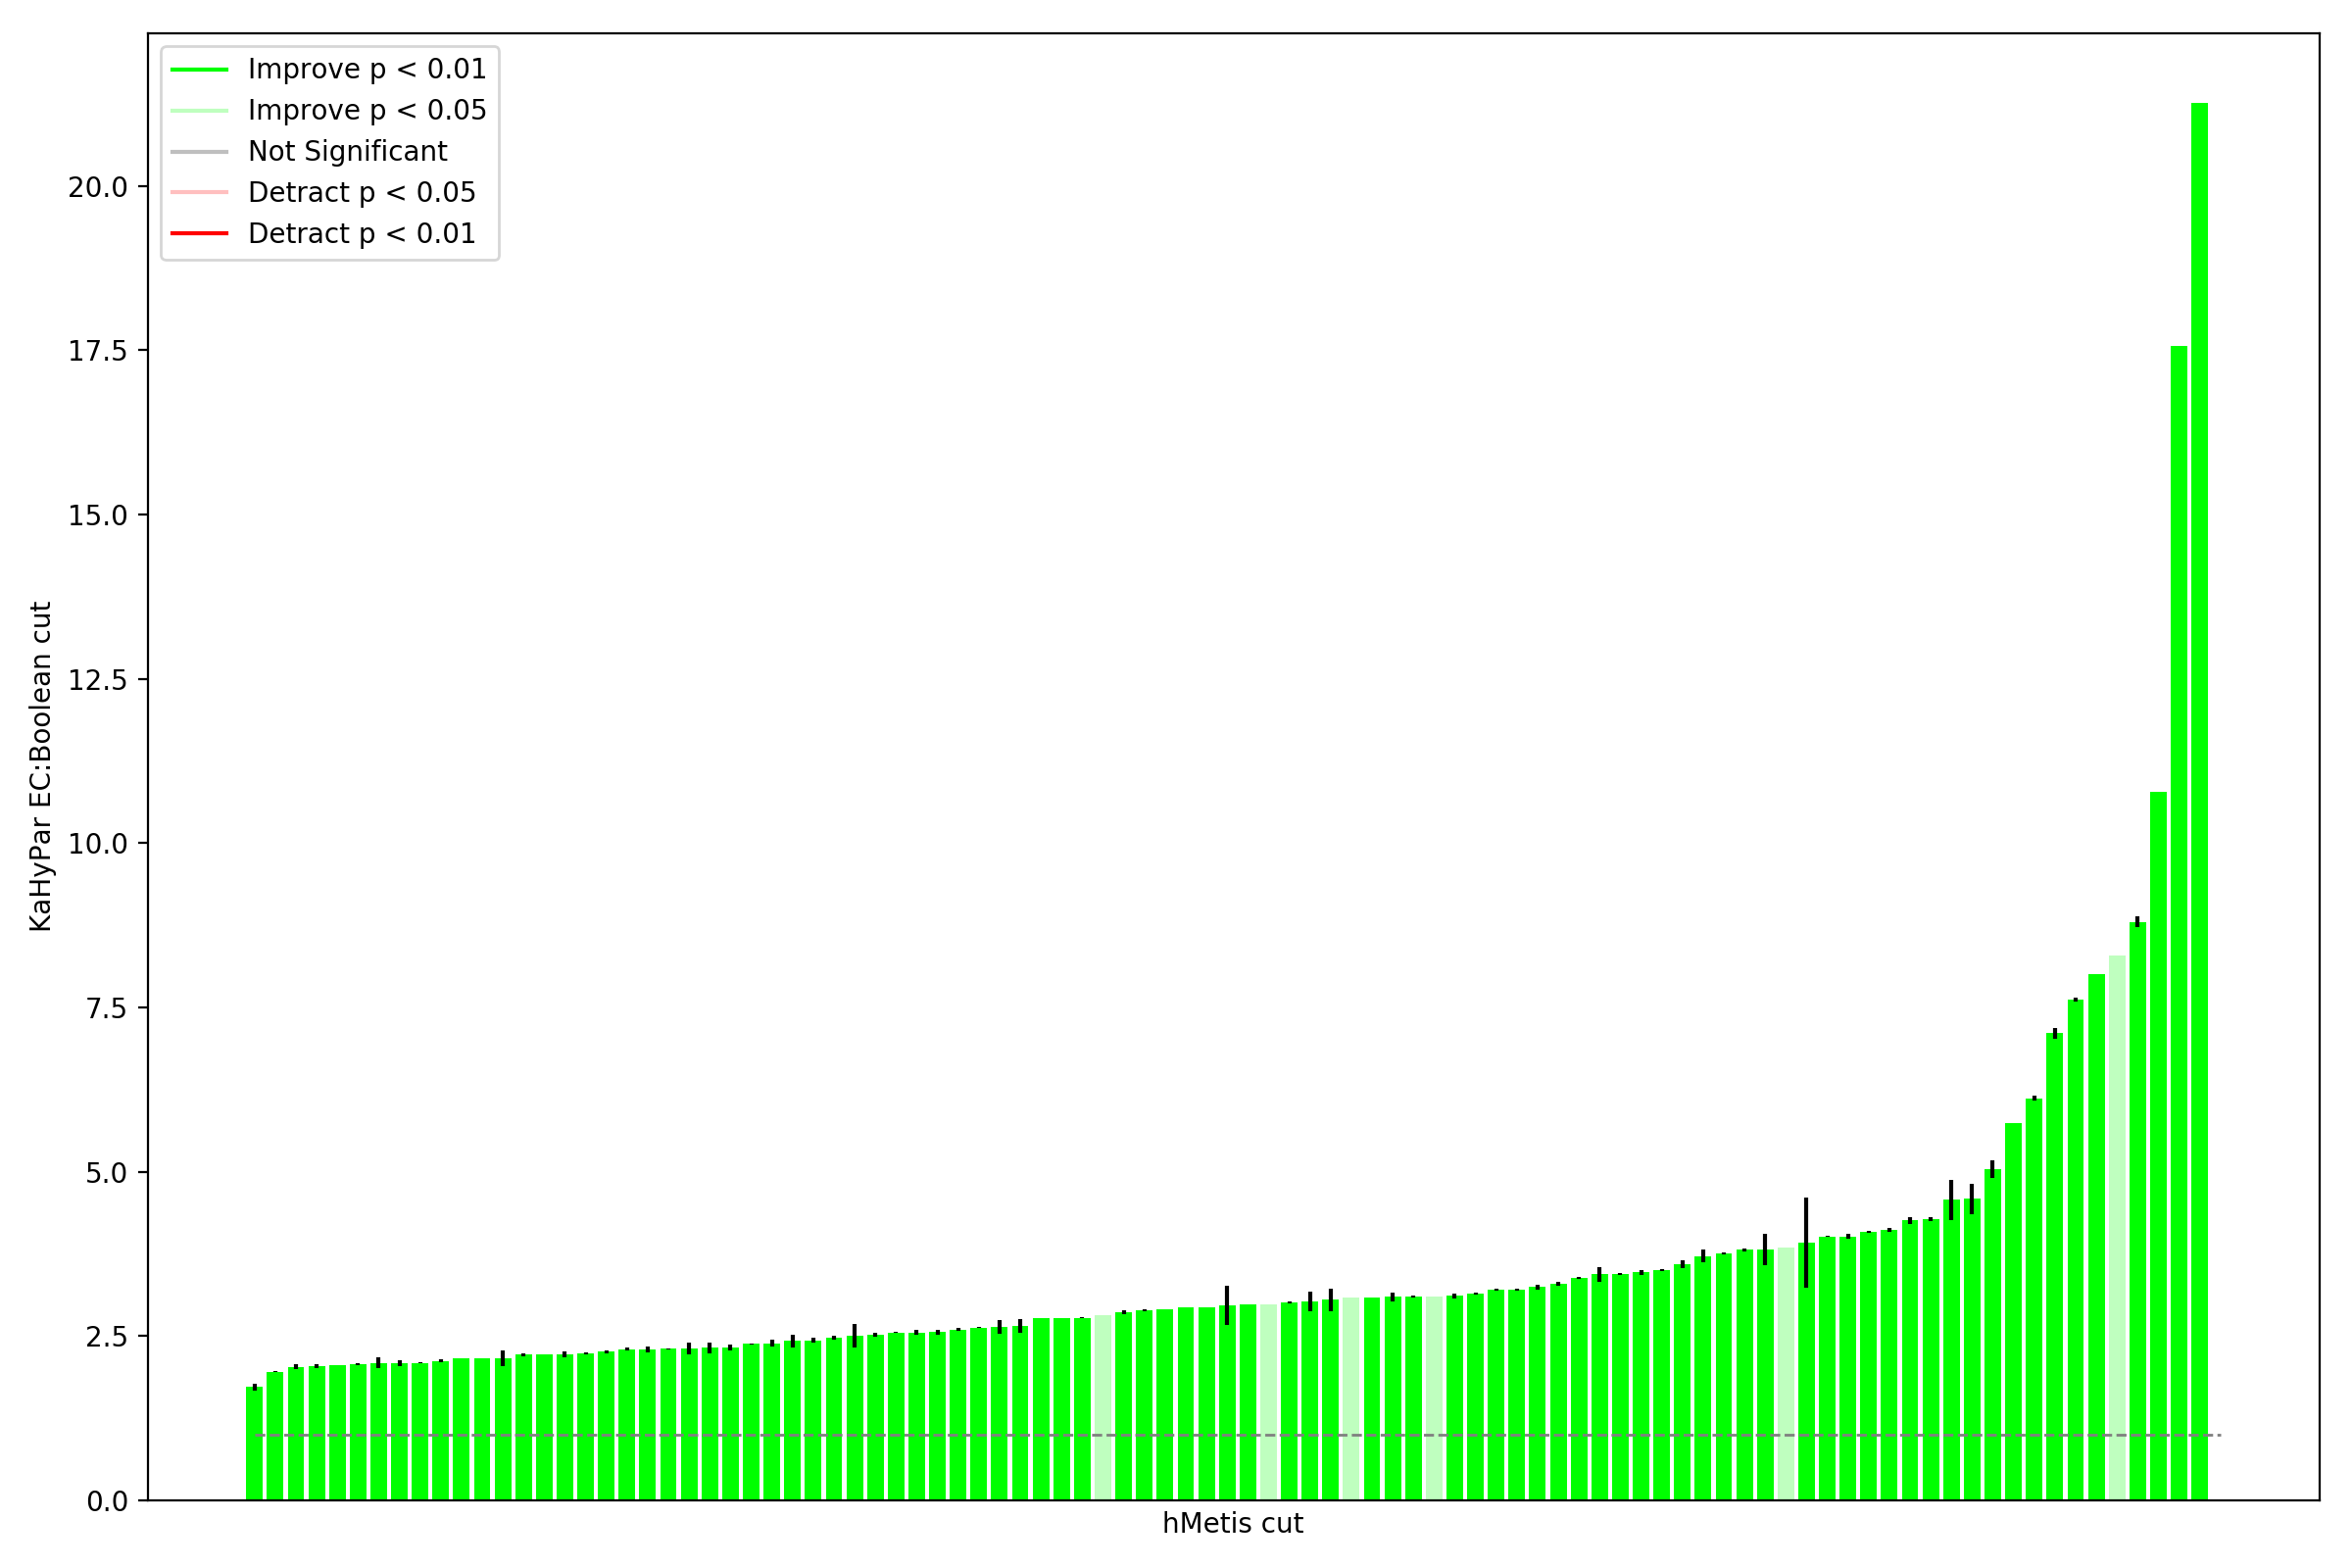 Improve p < 0.01
Improve p < 0.05
Not Significant
Detract p < 0.05
Detract p < 0.01
20.0
17.5
15.0
12.5
10.0
7.5
5.0
2.5
0.0
KaHyPar EC:Boolean cut
hMetis cut